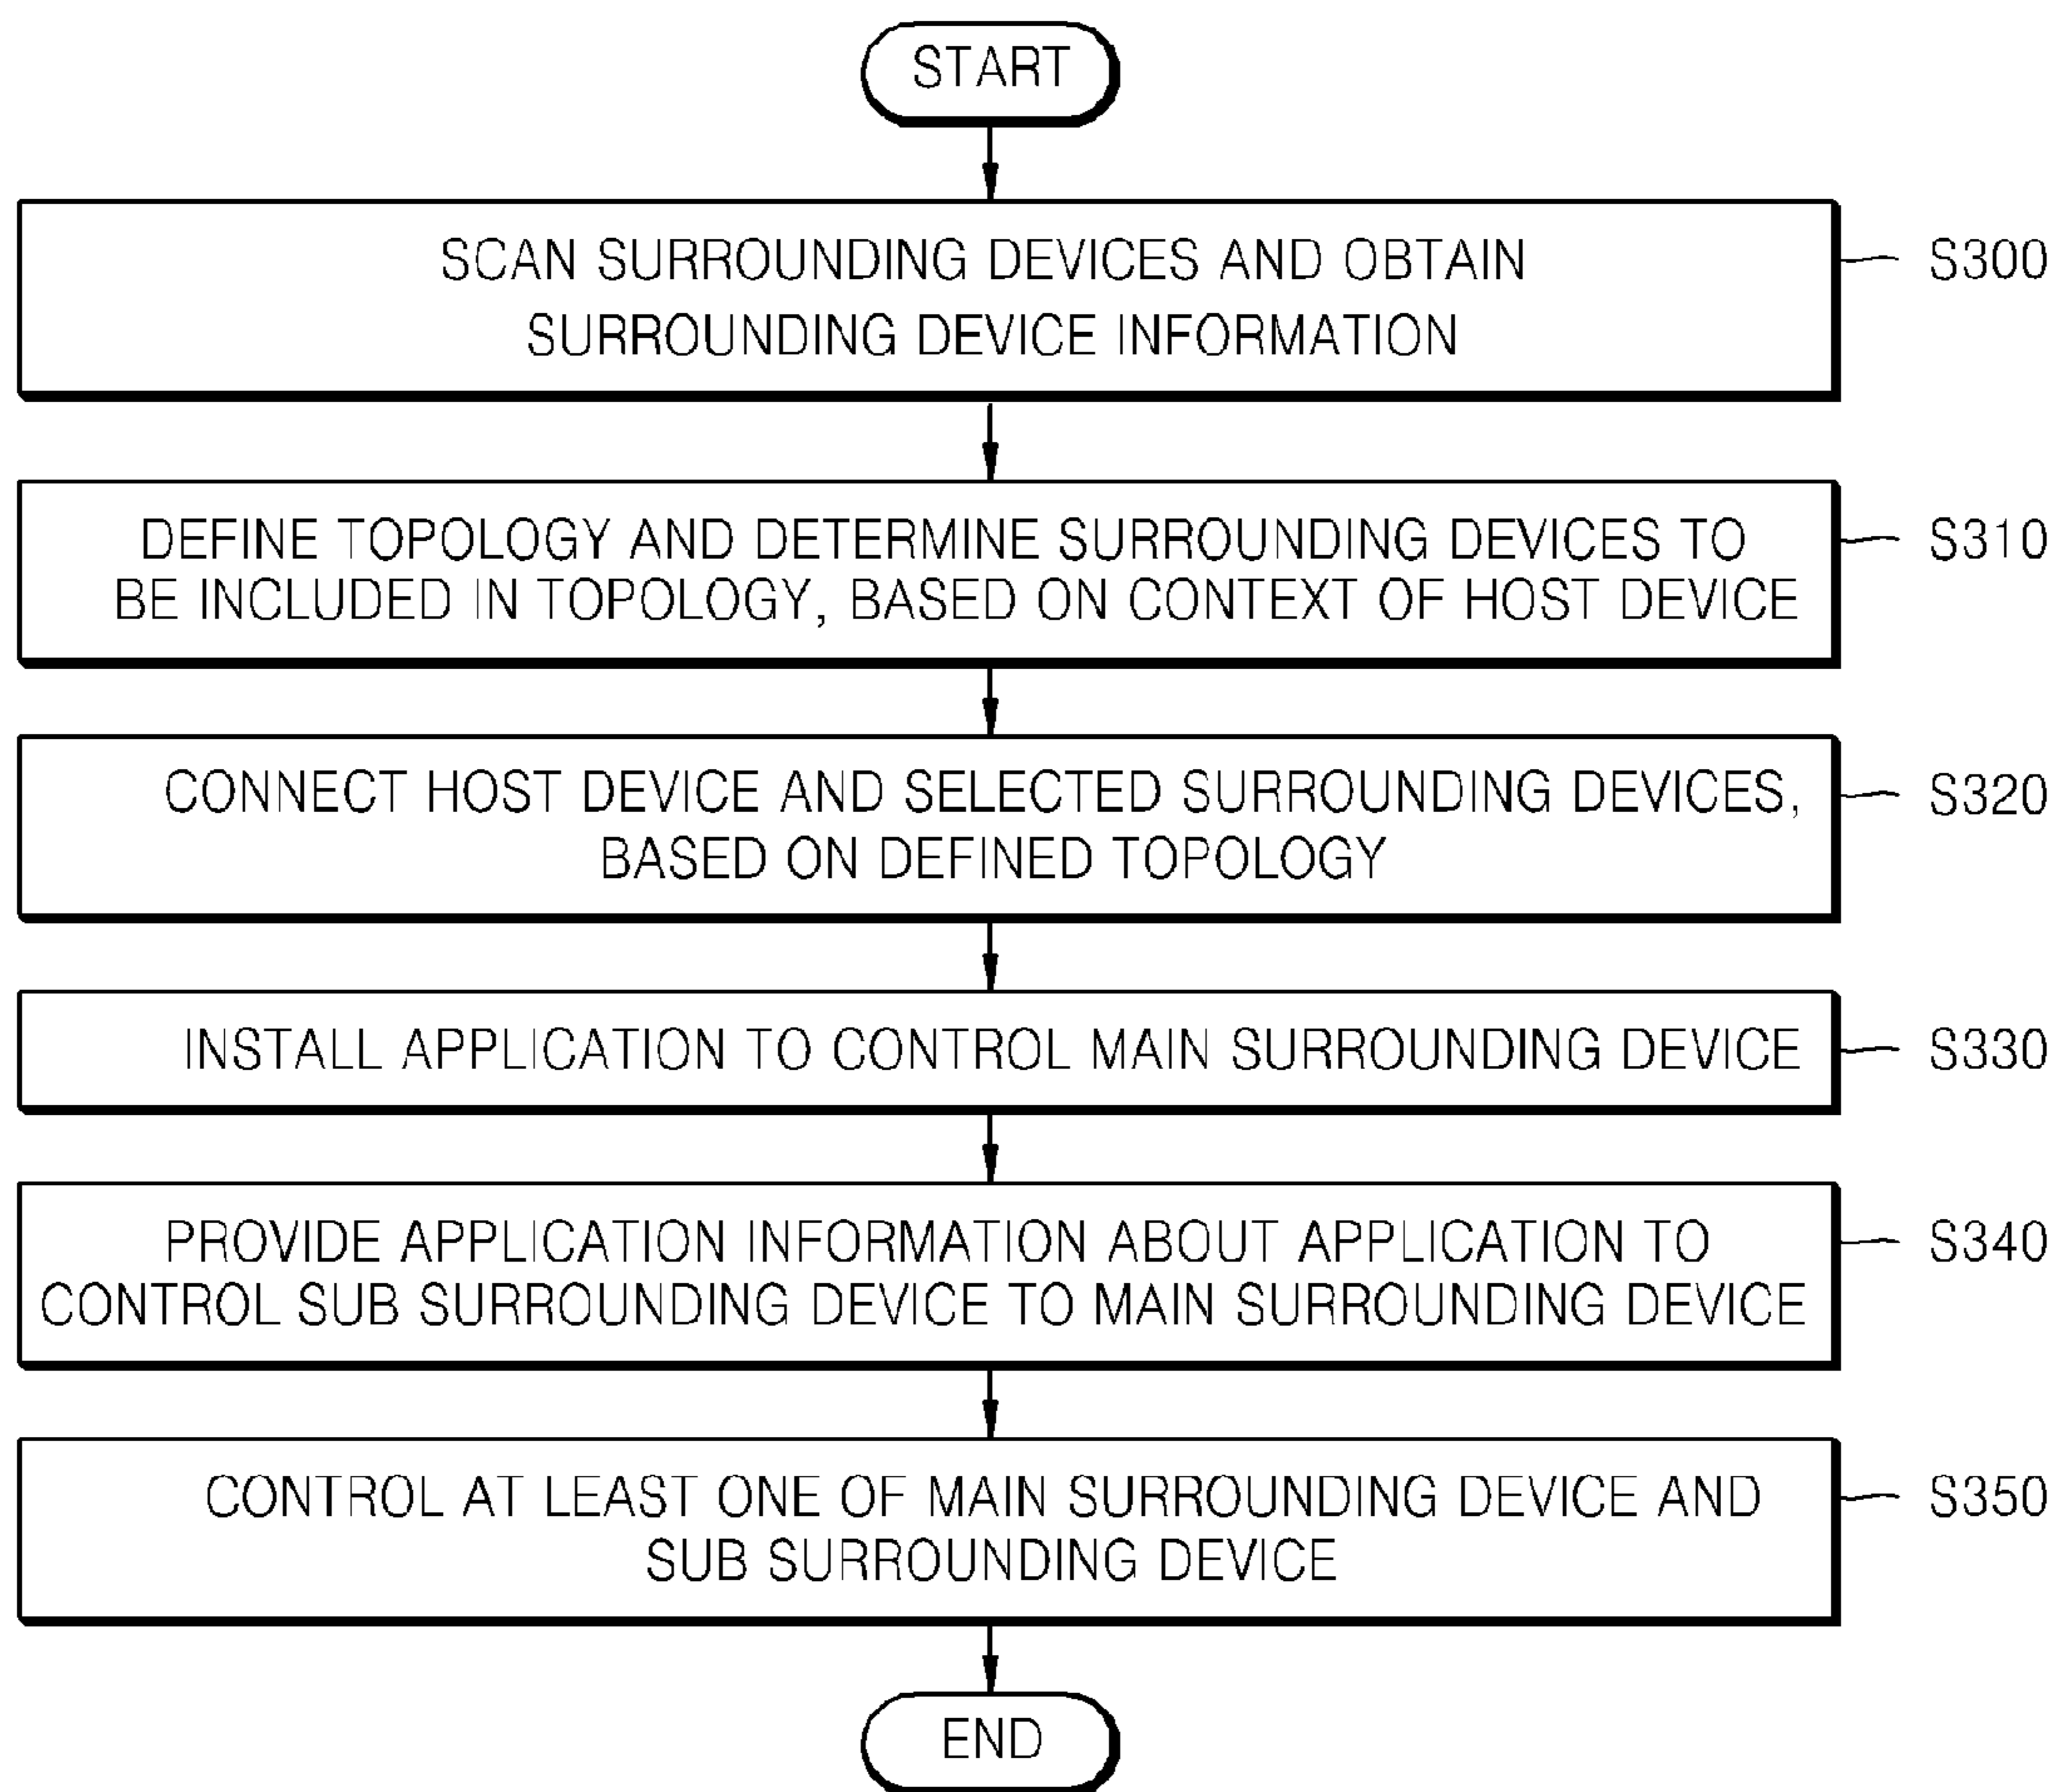 START
SCAN SURROUNDING DEVICES AND OBTAIN
SURROUNDING DEVICE INFORMATION
S300
DEFINE TOPOLOGY AND DETERMINE SURROUNDING DEVICES TO
BE INCLUDED IN TOPOLOGY, BASED ON CONTEXT OF HOST DEVICE
S310
CONNECT HOST DEVICE AND SELECTED SURROUNDING DEVICES,
BASED ON DEFINED TOPOLOGY
S320
INSTALL APPLICATION TO CONTROL MAIN SURROUNDING DEVICE
S330
PROVIDE APPLICATION INFORMATION ABOUT APPLICATION TO
CONTROL SUB SURROUNDING DEVICE TO MAIN SURROUNDING DEVICE
S340
CONTROL AT LEAST ONE OF MAIN SURROUNDING DEVICE AND
SUB SURROUNDING DEVICE
S350
END